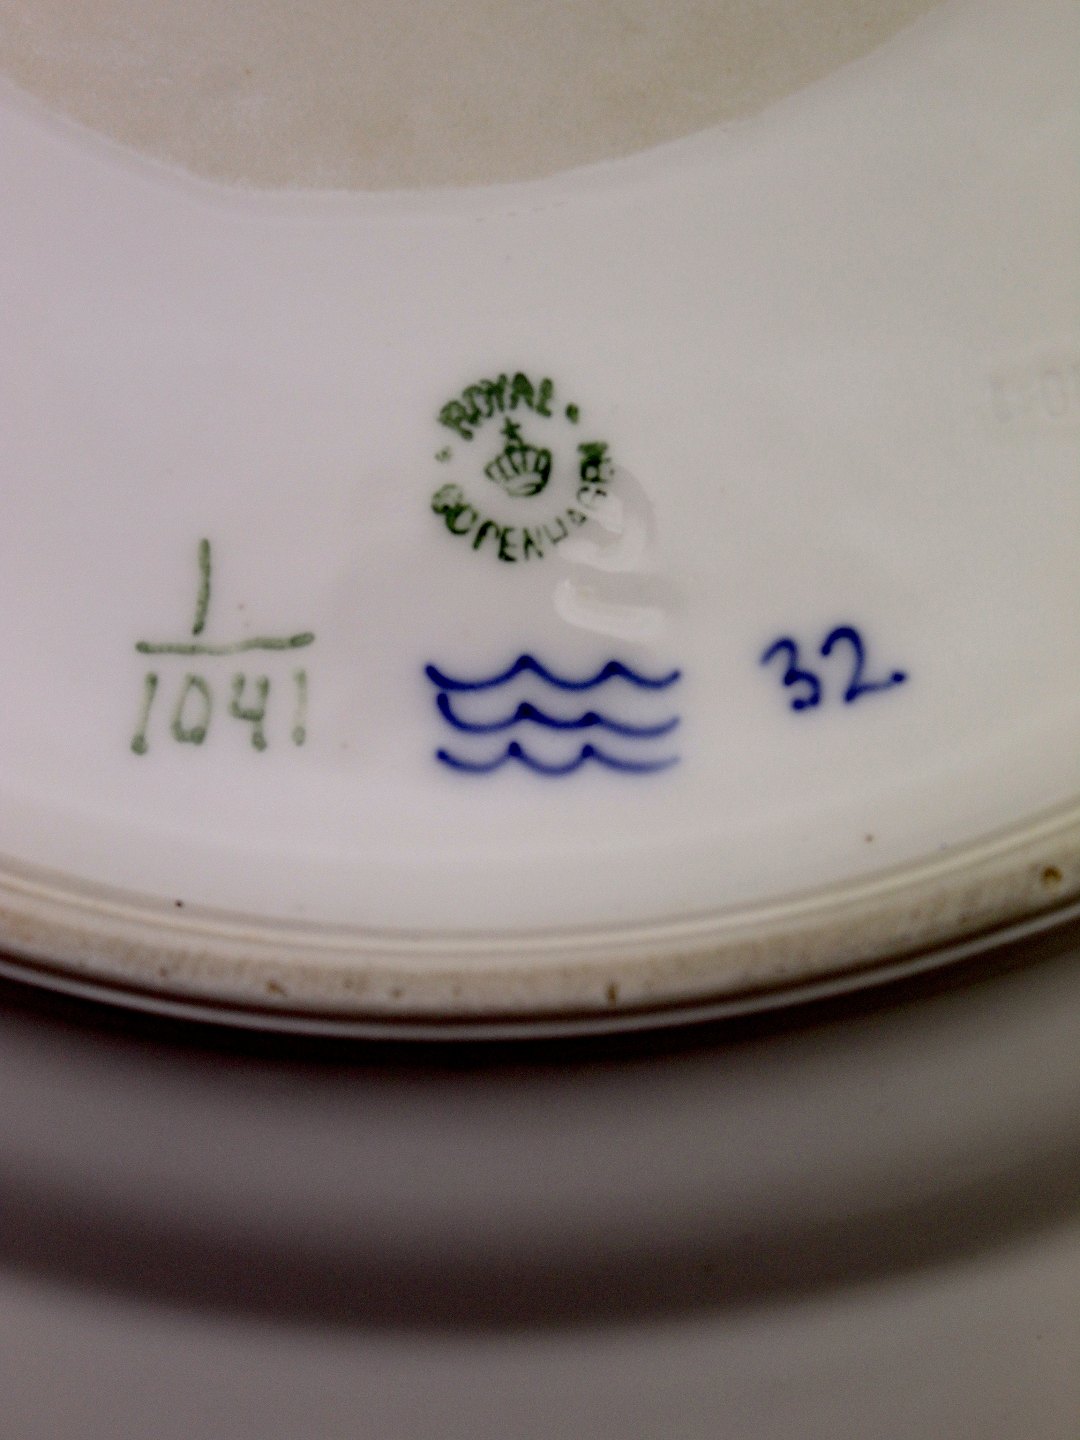 ROYAL
COPENHAGEN
1
1041
32.